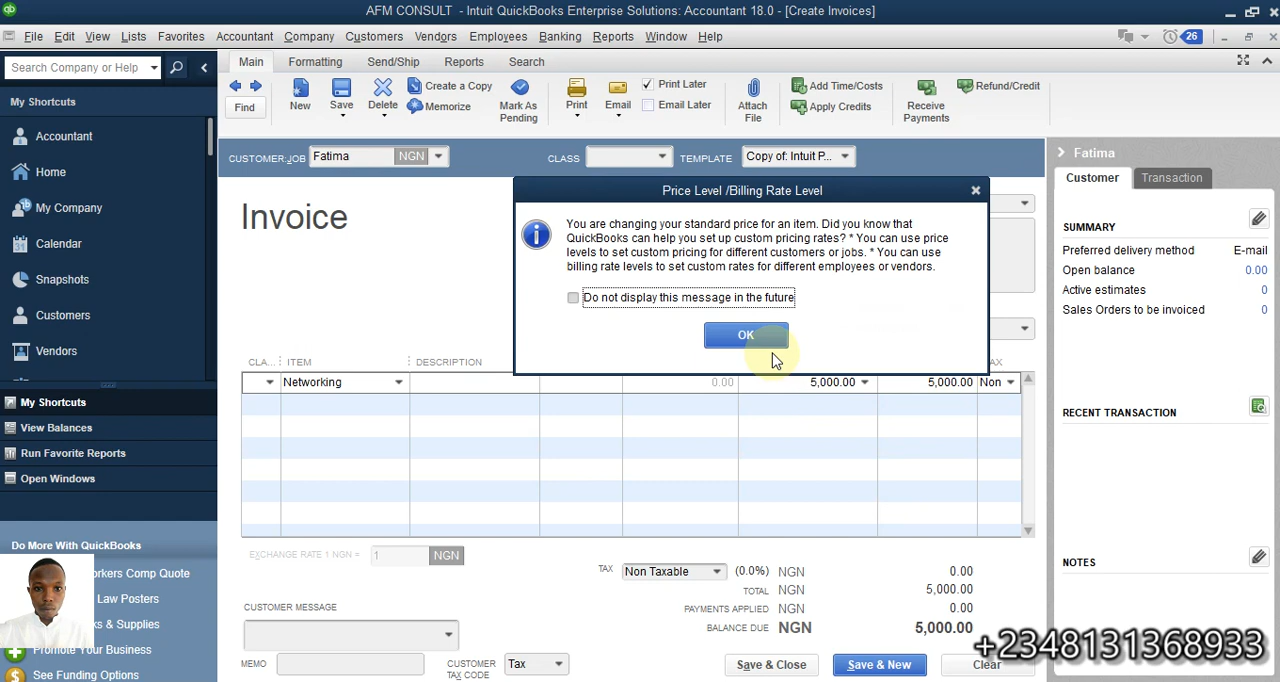 AFM CONSULT - Intuit QuickBooks Enterprise Solutions: Accountant 18.0 - [Create Invoices]
File Edit View Lists Favorites Accountant Company Customers Vendors Employees Banking Reports Window Help
26
Search Company or Help
Main Formatting Send/Ship Reports Search
My Shortcuts
Accountant
Home
My Company
Calendar
Snapshots
Customers
Vendors
My Shortcuts
View Balances
Run Favorite Reports
Open Windows
Do More With QuickBooks
orkers Comp Quote
Law Posters
ks & Supplies
Promote Your Business
See Funding Options
Find
New
Save
Delete
Create a Copy
Memorize
Mark As
Pending
Print
Email
Print Later
Email Later
Attach
File
Add Time/Costs
Apply Credits
Receive
Payments
Refund/Credit
CUSTOMER:JOB Fatima NGN CLASS TEMPLATE Copy of: Intuit P...
Invoice
Price Level /Billing Rate Level
You are changing your standard price for an item. Did you know that
QuickBooks can help you set up custom pricing rates? * You can use price
levels to set custom pricing for different customers or jobs. * You can use
billing rate levels to set custom rates for different employees or vendors.
Do not display this message in the future
OK
CLA... ITEM DESCRIPTION AX
Networking 0.00 5,000.00 5,000.00 Non
EXCHANGE RATE 1 NGN = 1 NGN
TAX Non Taxable (0.0%) NGN 0.00
TOTAL NGN 5,000.00
PAYMENTS APPLIED NGN 0.00
BALANCE DUE NGN 5,000.00
CUSTOMER MESSAGE
MEMO
CUSTOMER
TAX CODE
Tax
Save & Close Save & New Clear
Fatima
Customer Transaction
SUMMARY
Preferred delivery method E-mail
Open balance 0.00
Active estimates 0
Sales Orders to be invoiced 0
RECENT TRANSACTION
NOTES
+2348131368933